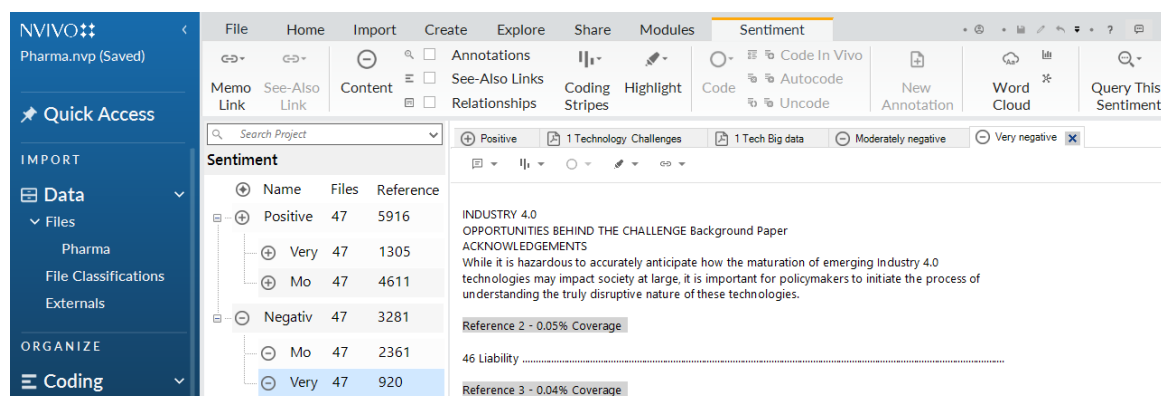 NVIVO
File Home Import Create Explore Share Modules Sentiment
Pharma.nvp (Saved)
Memo Link
See-Also Link
Content
Annotations
See-Also Links
Relationships
Coding Stripes
Highlight
Code
Code In Vivo
Autocode
Uncode
New Annotation
Word Cloud
Query This Sentiment
Quick Access
IMPORT
Data
Files
Pharma
File Classifications
Externals
ORGANIZE
Coding
Search Project
Sentiment
Name Files Reference
Positive 47 5916
Very 47 1305
Mo 47 4611
Negativ 47 3281
Mo 47 2361
Very 47 920
Positive 1 Technology Challenges 1 Tech Big data Moderately negative Very negative
INDUSTRY 4.0
OPPORTUNITIES BEHIND THE CHALLENGE Background Paper
ACKNOWLEDGEMENTS
While it is hazardous to accurately anticipate how the maturation of emerging Industry 4.0
technologies may impact society at large, it is important for policymakers to initiate the process of
understanding the truly disruptive nature of these technologies.
Reference 2 - 0.05% Coverage
46 Liability ....................................................................................................
Reference 3 - 0.04% Coverage